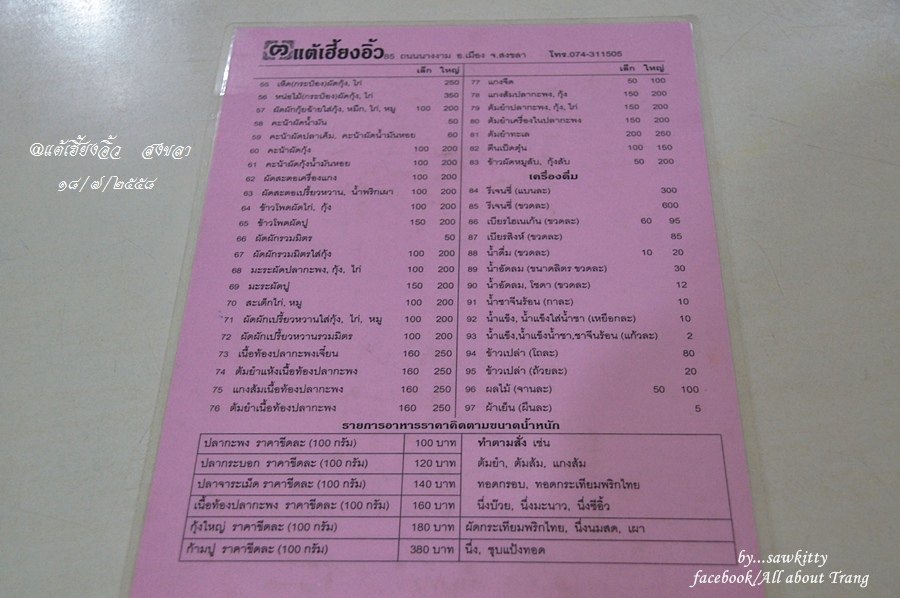 แต้เฮี้ยงอิ้ว 85 ถนนนางงาม อ.เมือง จ.สงขลา โทร.074-311505
เล็ก ใหญ่
55 เห็ด(กระป๋อง)ผัดกุ้ง, ไก่ 250
56 หน่อไม้(กระป๋อง)ผัดกุ้ง, ไก่ 350
57 ผัดผักกุ้ยฉ่ายใส่กุ้ง, หมึก, ไก่, หมู 100 200
58 คะน้าผัดน้ำมัน 50
59 คะน้าผัดปลาเค็ม, คะน้าผัดน้ำมันหอย 60
60 คะน้าผัดกุ้ง 100 200
61 คะน้าผัดกุ้งน้ำมันหอย 100 200
62 ผัดสะตอเครื่องแกง 100 200
63 ผัดสะตอเปรี้ยวหวาน, น้ำพริกเผา 100 200
64 ข้าวโพดผัดไก่, กุ้ง 100 200
65 ข้าวโพดผัดปู 150 200
66 ผัดผักรวมมิตร 50
67 ผัดผักรวมมิตรใส่กุ้ง 100 200
68 มะระผัดปลากะพง, กุ้ง, ไก่ 100 200
69 มะระผัดปู 150 200
70 สะเต็กไก่, หมู 100 200
71 ผัดผักเปรี้ยวหวานใส่กุ้ง, ไก่, หมู 100 200
72 ผัดผักเปรี้ยวหวานรวมมิตร 100 200
73 เนื้อท้องปลากะพงเจี๋ยน 160 250
74 ต้มยำแห้งเนื้อท้องปลากะพง 160 250
75 แกงส้มเนื้อท้องปลากะพง 160 250
76 ต้มยำเนื้อท้องปลากะพง 160 250
เล็ก ใหญ่
77 แกงจืด 50 100
78 แกงส้มปลากะพง, กุ้ง 150 200
79 ต้มยำปลากะพง, กุ้ง, ไก่ 150 200
80 ต้มยำเครื่องในปลากะพง 150 200
81 ต้มยำทะเล 200 250
82 ตีนเป็ดตุ๋น 100 150
83 ข้าวผัดหมูสับ, กุ้งสับ 50 200
เครื่องดื่ม
84 รีเจนซี่ (แบนละ) 300
85 รีเจนซี่ (ขวดละ) 600
86 เบียรไฮเนเก้น (ขวดละ) 60 95
87 เบียรสิงห์ (ขวดละ) 85
88 น้ำดื่ม (ขวดละ) 10 20
89 น้ำอัดลม (ขนาดลิตร ขวดละ) 30
90 น้ำอัดลม, โซดา (ขวดละ) 12
91 น้ำชาจีนร้อน (กาละ) 10
92 น้ำแข็ง, น้ำแข็งใส่น้ำชา (เหยือกละ) 10
93 น้ำแข็ง,น้ำแข็งน้ำชา,ชาจีนร้อน (แก้วละ) 2
94 ข้าวเปล่า (โถละ) 80
95 ข้าวเปล่า (ถ้วยละ) 20
96 ผลไม้ (จานละ) 50 100
97 ผ้าเย็น (ผืนละ) 5
รายการอาหารราคาคิดตามขนาดน้ำหนัก
ปลากะพง ราคาขีดละ (100 กรัม) 100 บาท ทำตามสั่ง เช่น
ปลากระบอก ราคาขีดละ (100 กรัม) 120 บาท ต้มยำ, ต้มส้ม, แกงส้ม
ปลาจาระเม็ด ราคาขีดละ (100 กรัม) 140 บาท ทอดกรอบ, ทอดกระเทียมพริกไทย
เนื้อท้องปลากะพง ราคาขีดละ (100 กรัม) 160 บาท นึ่งบ๊วย, นึ่งมะนาว, นึ่งซีอิ้ว
กุ้งใหญ่ ราคาขีดละ (100 กรัม) 180 บาท ผัดกระเทียมพริกไทย, นึ่งนมสด, เผา
ก้ามปู ราคาขีดละ (100 กรัม) 380 บาท นึ่ง, ชุบแป้งทอด
@แต้เฮี้ยงอิ้ว สงขลา
๑๘/๗/๒๕๕๘
by...sawkitty
facebook/All about Trang